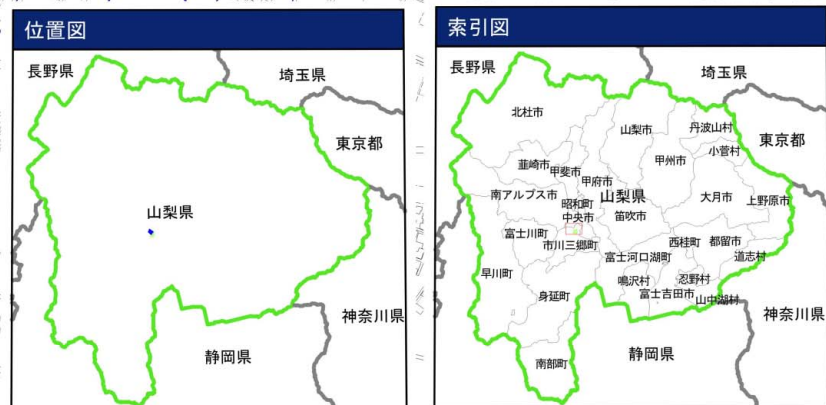 位置図
長野県
埼玉県
東京都
山梨県
神奈川県
静岡県
索引図
長野県
埼玉県
北杜市
丹波山村
山梨市
東京都
小菅村
甲州市
韮崎市
甲斐市
甲府市
南アルプス市
山梨県
大月市
上野原市
昭和町
中央市
笛吹市
富士川町
市川三郷町
西桂町
都留市
富士河口湖町
道志村
早川町
鳴沢村
忍野村
身延町
富士吉田市
山中湖村
神奈川県
静岡県
南部町